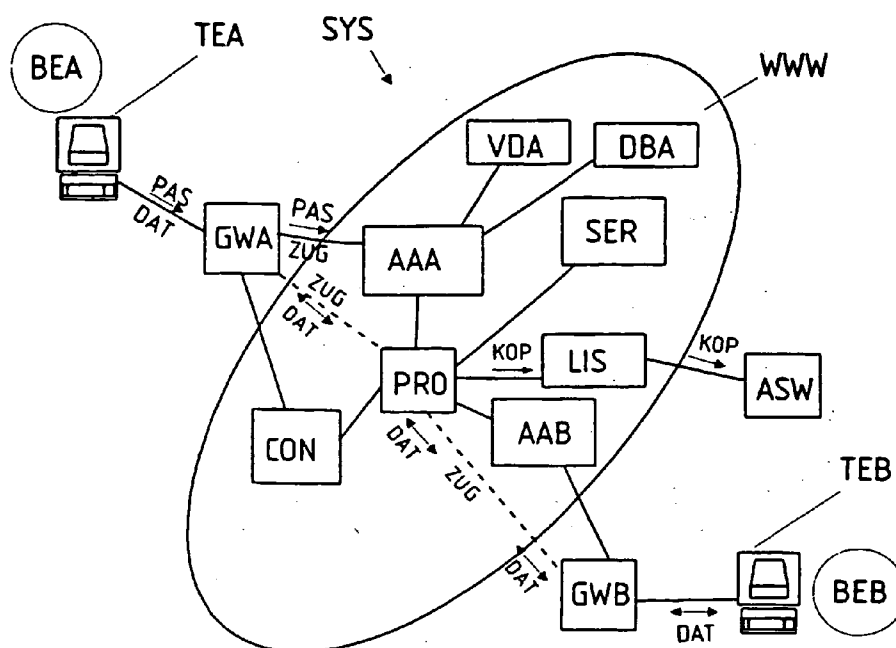 SYS
TEA
BEA
WWW
VDA
DBA
PAS
DAT
GWA
PAS
ZUG
AAA
SER
ZUG
DAT
PRO
KOP
LIS
KOP
ASW
CON
AAB
DAT
ZUG
TEB
DAT
GWB
DAT
BEB